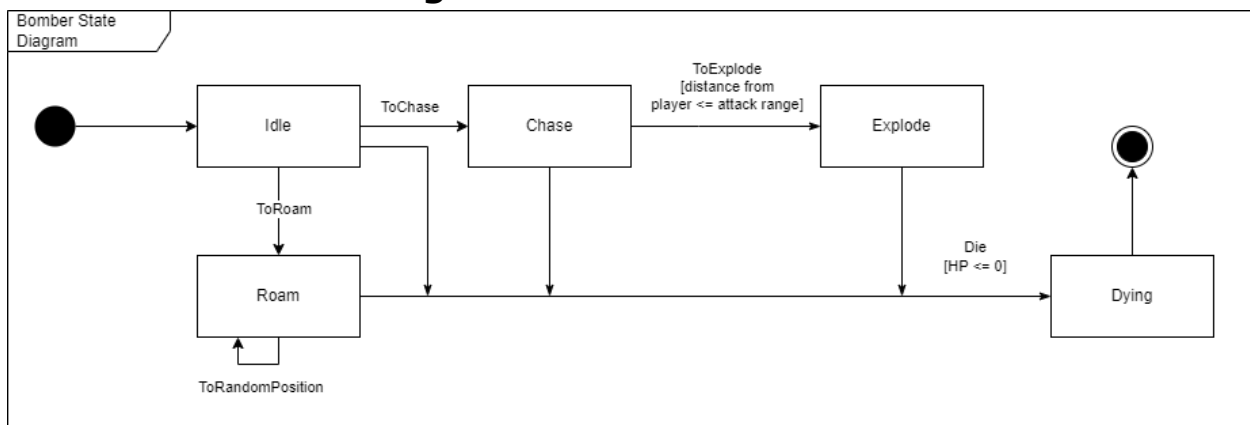 Bomber State
Diagram
ToExplode
[distance from
player <= attack range]
Idle
ToChase
Chase
Explode
ToRoam
Die
[HP <= 0]
Roam
Dying
ToRandomPosition